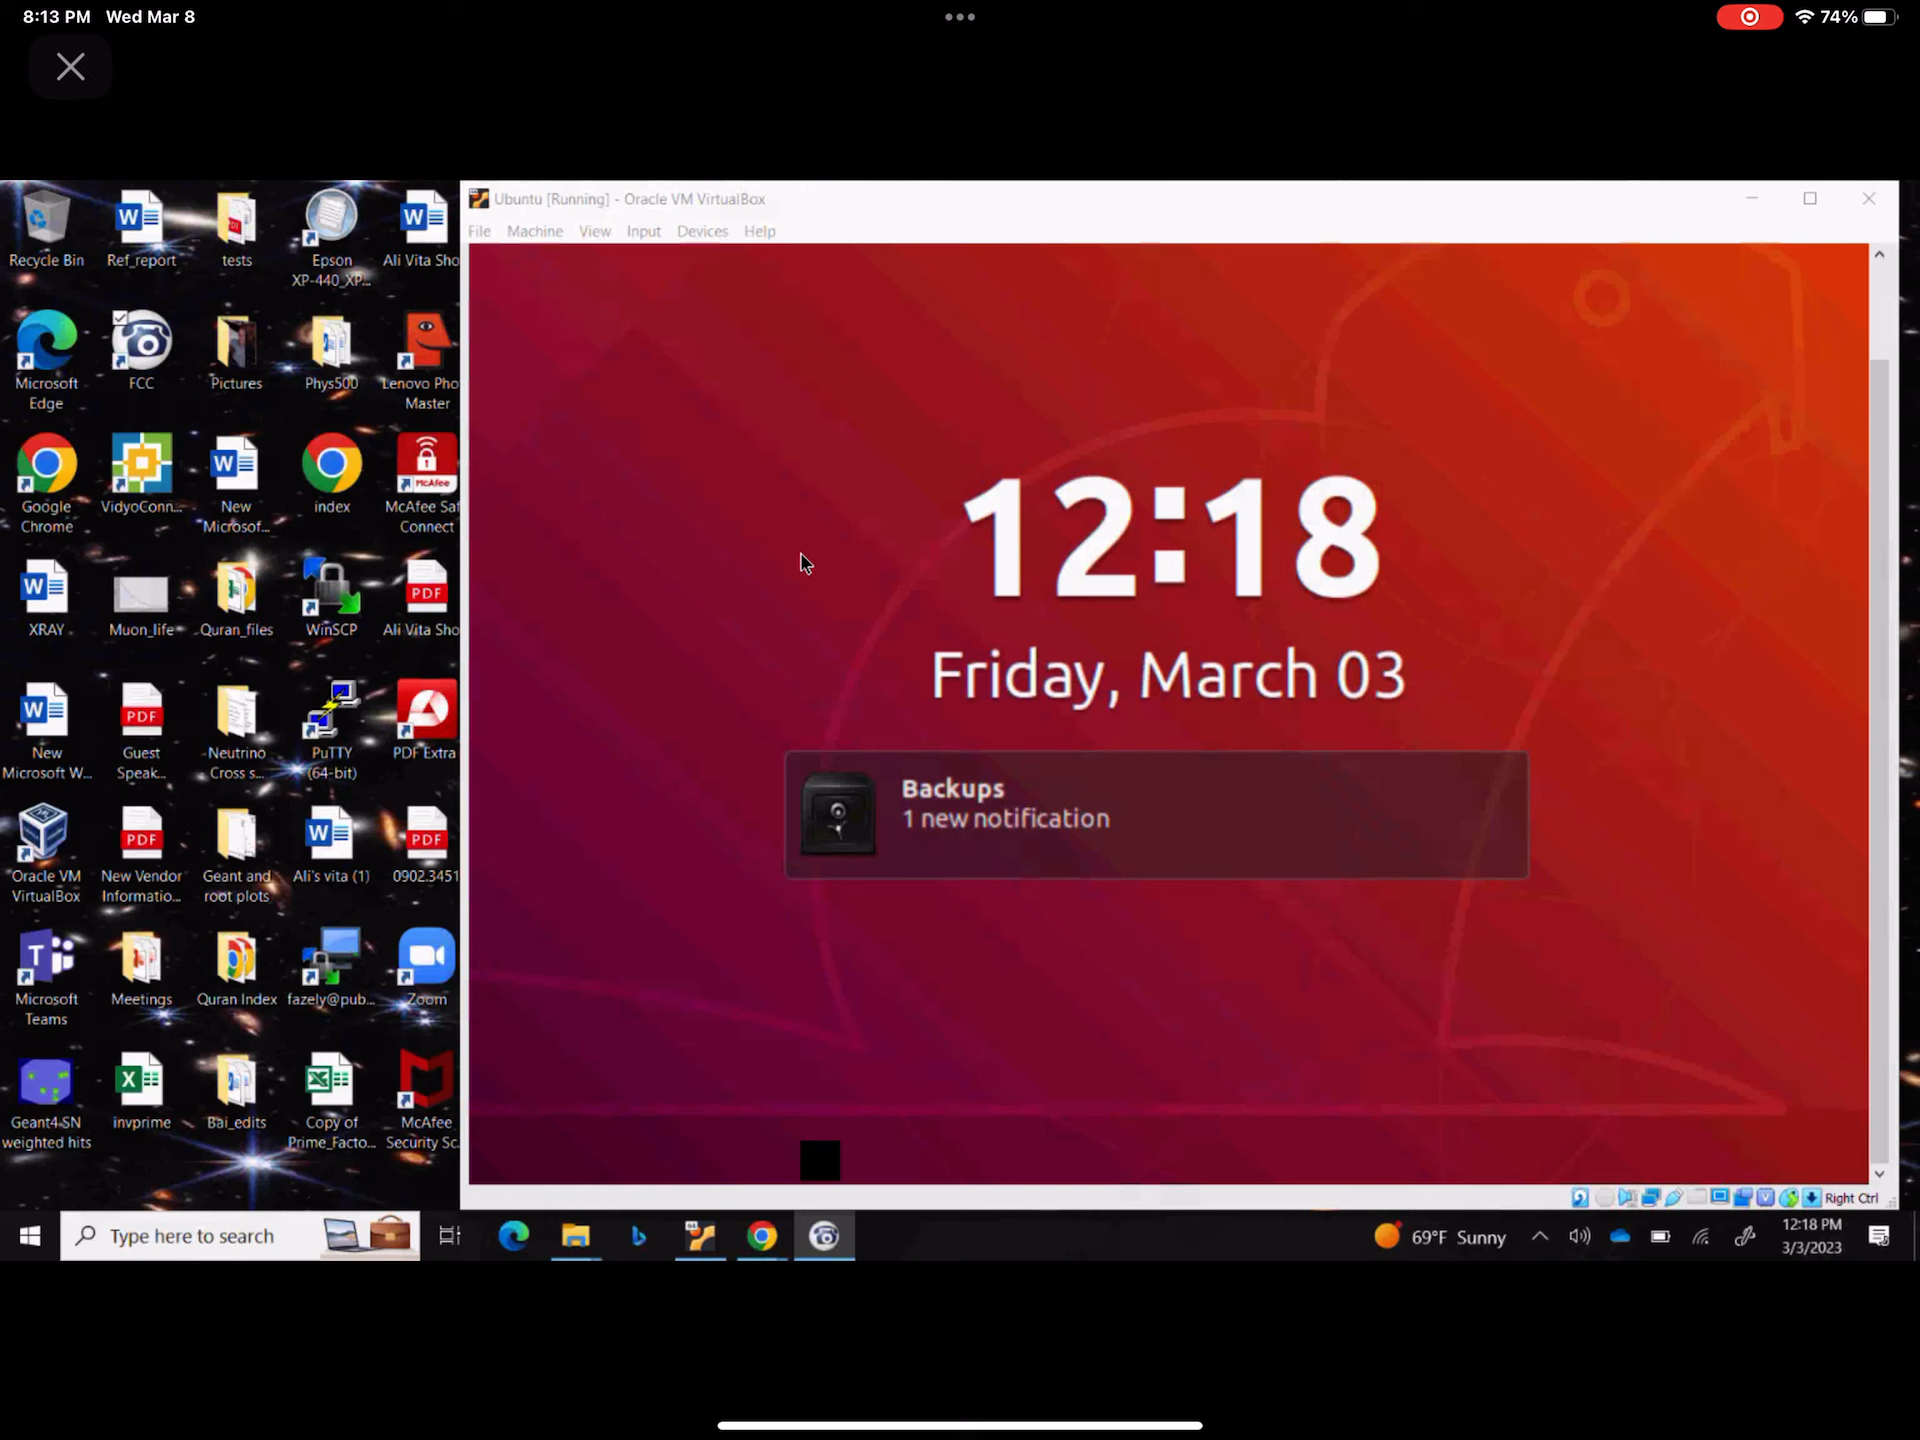 8:13 PM Wed Mar 8
74%
Ubuntu [Running] - Oracle VM VirtualBox
File Machine View Input Devices Help
Recycle Bin
Ref_report
tests
Epson
XP-440_XP...
Ali Vita Sho
Microsoft
Edge
FCC
Pictures
Phys500
Lenovo Pho
Master
Google
Chrome
VidyoConn...
New
Microsof...
index
McAfee
McAfee Saf
Connect
XRAY
Muon_life
Quran_files
WinSCP
PDF
Ali Vita Sho
New
Microsoft W...
PDF
Guest
Speak...
Neutrino
Cross s...
PuTTY
(64-bit)
PDF Extra
Oracle VM
VirtualBox
PDF
New Vendor
Informatio...
Geant and
root plots
Ali's vita (1)
PDF
0902.3451
Microsoft
Teams
Meetings
Quran Index
fazely@pub...
Zoom
Geant4-SN
weighted hits
invprime
Bai_edits
Copy of
Prime_Facto...
McAfee
Security Sc
12:18
Friday, March 03
Backups
1 new notification
Right Ctrl
Type here to search
69°F Sunny
12:18 PM
3/3/2023